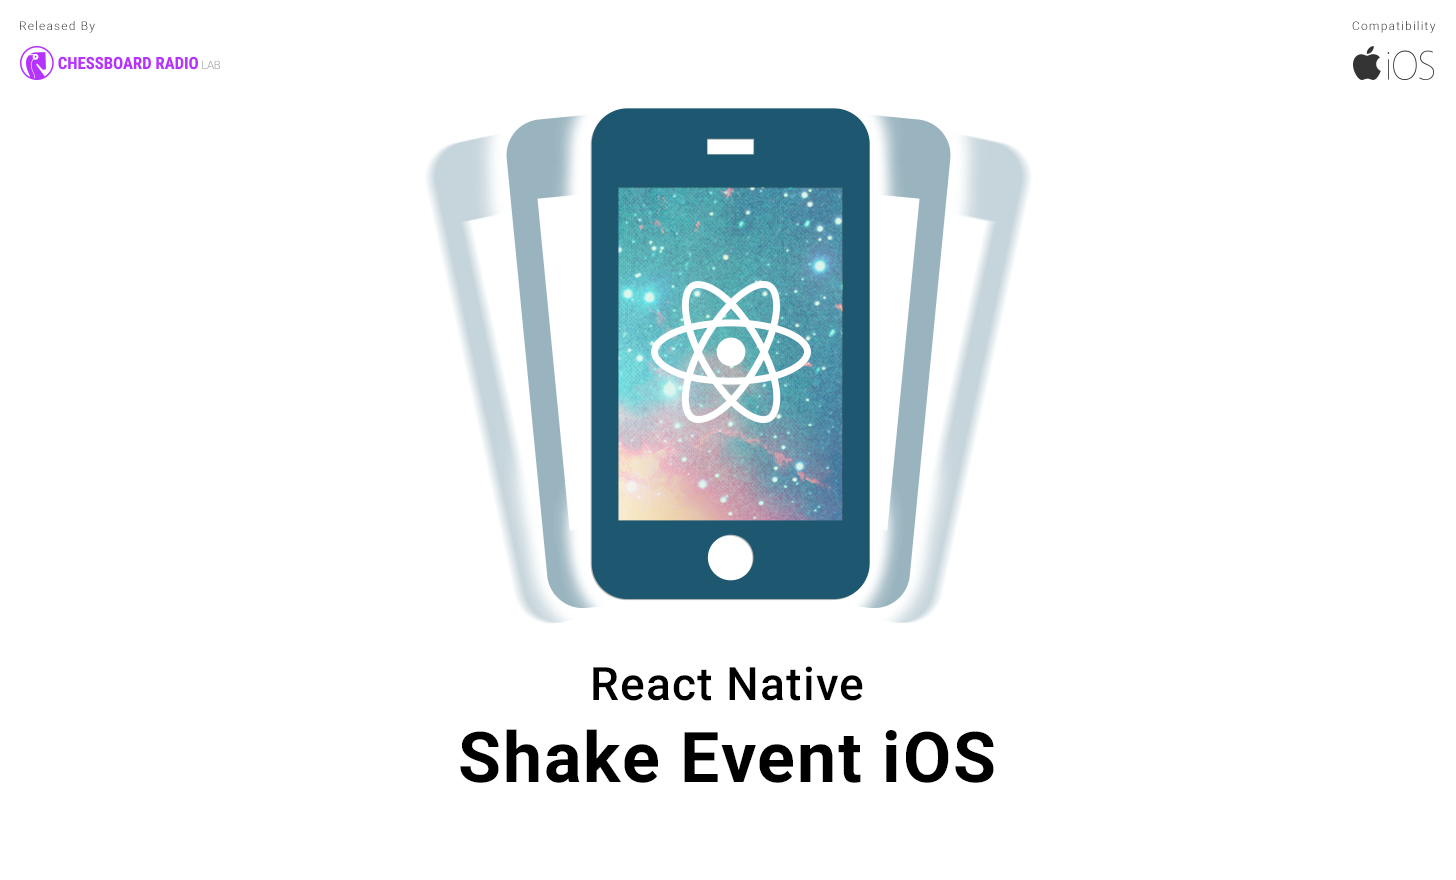 Released By
CHESSBOARD RADIO LAB
Compatibility
iOS
React Native
Shake Event iOS